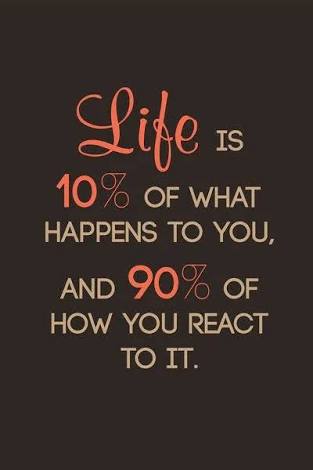 Life is
10% OF WHAT
HAPPENS TO YOU,
AND 90% OF
HOW YOU REACT
TO IT.